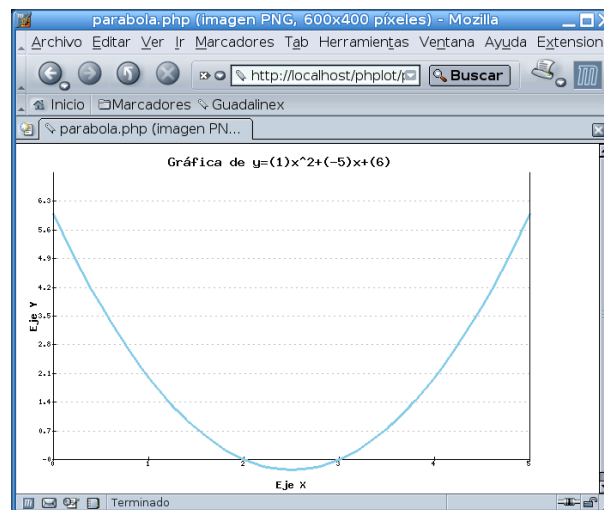 parabola.php (imagen PNG, 600x400 píxeles) - Mozilla
Archivo Editar Ver Ir Marcadores Tab Herramientas Ventana Ayuda Extension
http://localhost/phplot/p Buscar
Inicio Marcadores Guadalinex
parabola.php (imagen PN...
Gráfica de y=(1)x^2+(-5)x+(6)
6.3
5.6
4.9
4.2
3.5
2.8
2.1
1.4
0.7
-0
Eje Y
0 1 2 3 4 5
Eje X
Terminado